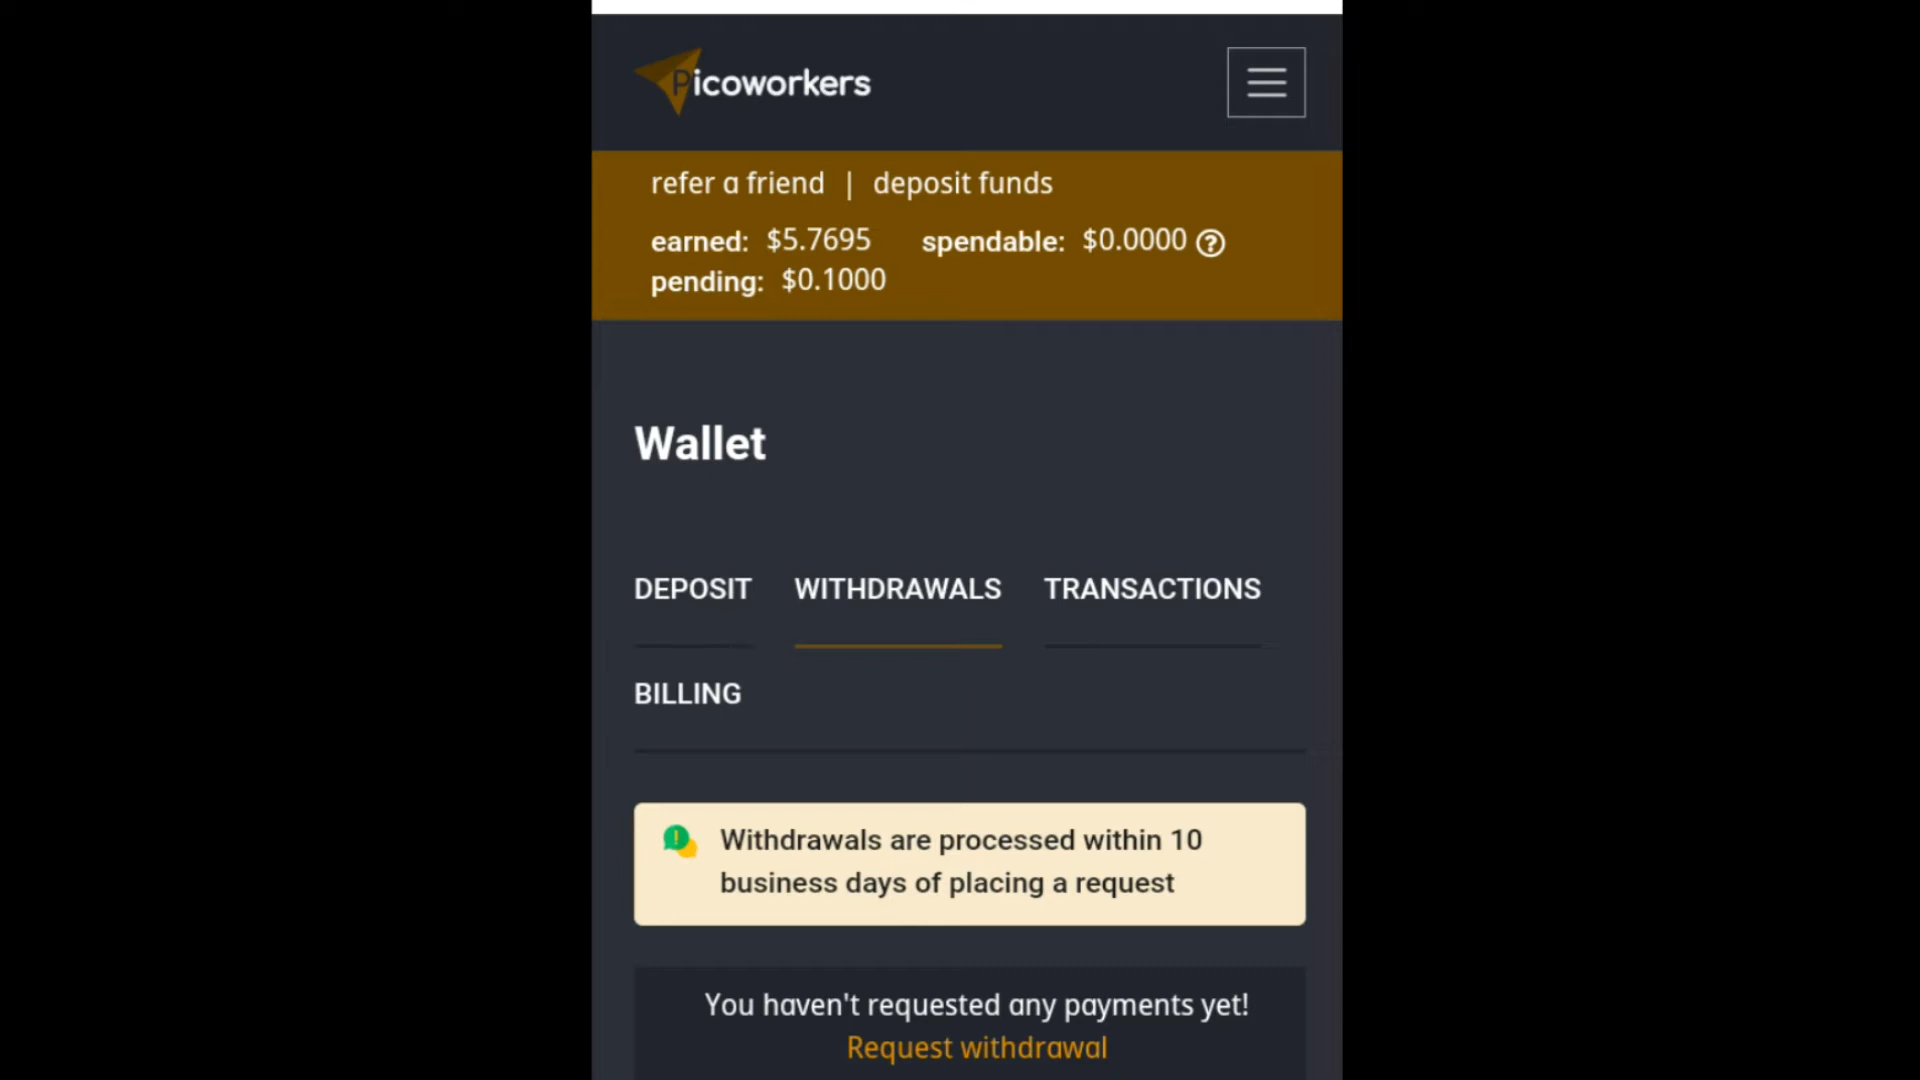 Picoworkers
refer a friend | deposit funds
earned: $5.7695 spendable: $0.0000 ?
pending: $0.1000
Wallet
DEPOSIT WITHDRAWALS TRANSACTIONS
BILLING
Withdrawals are processed within 10
business days of placing a request
You haven't requested any payments yet!
Request withdrawal